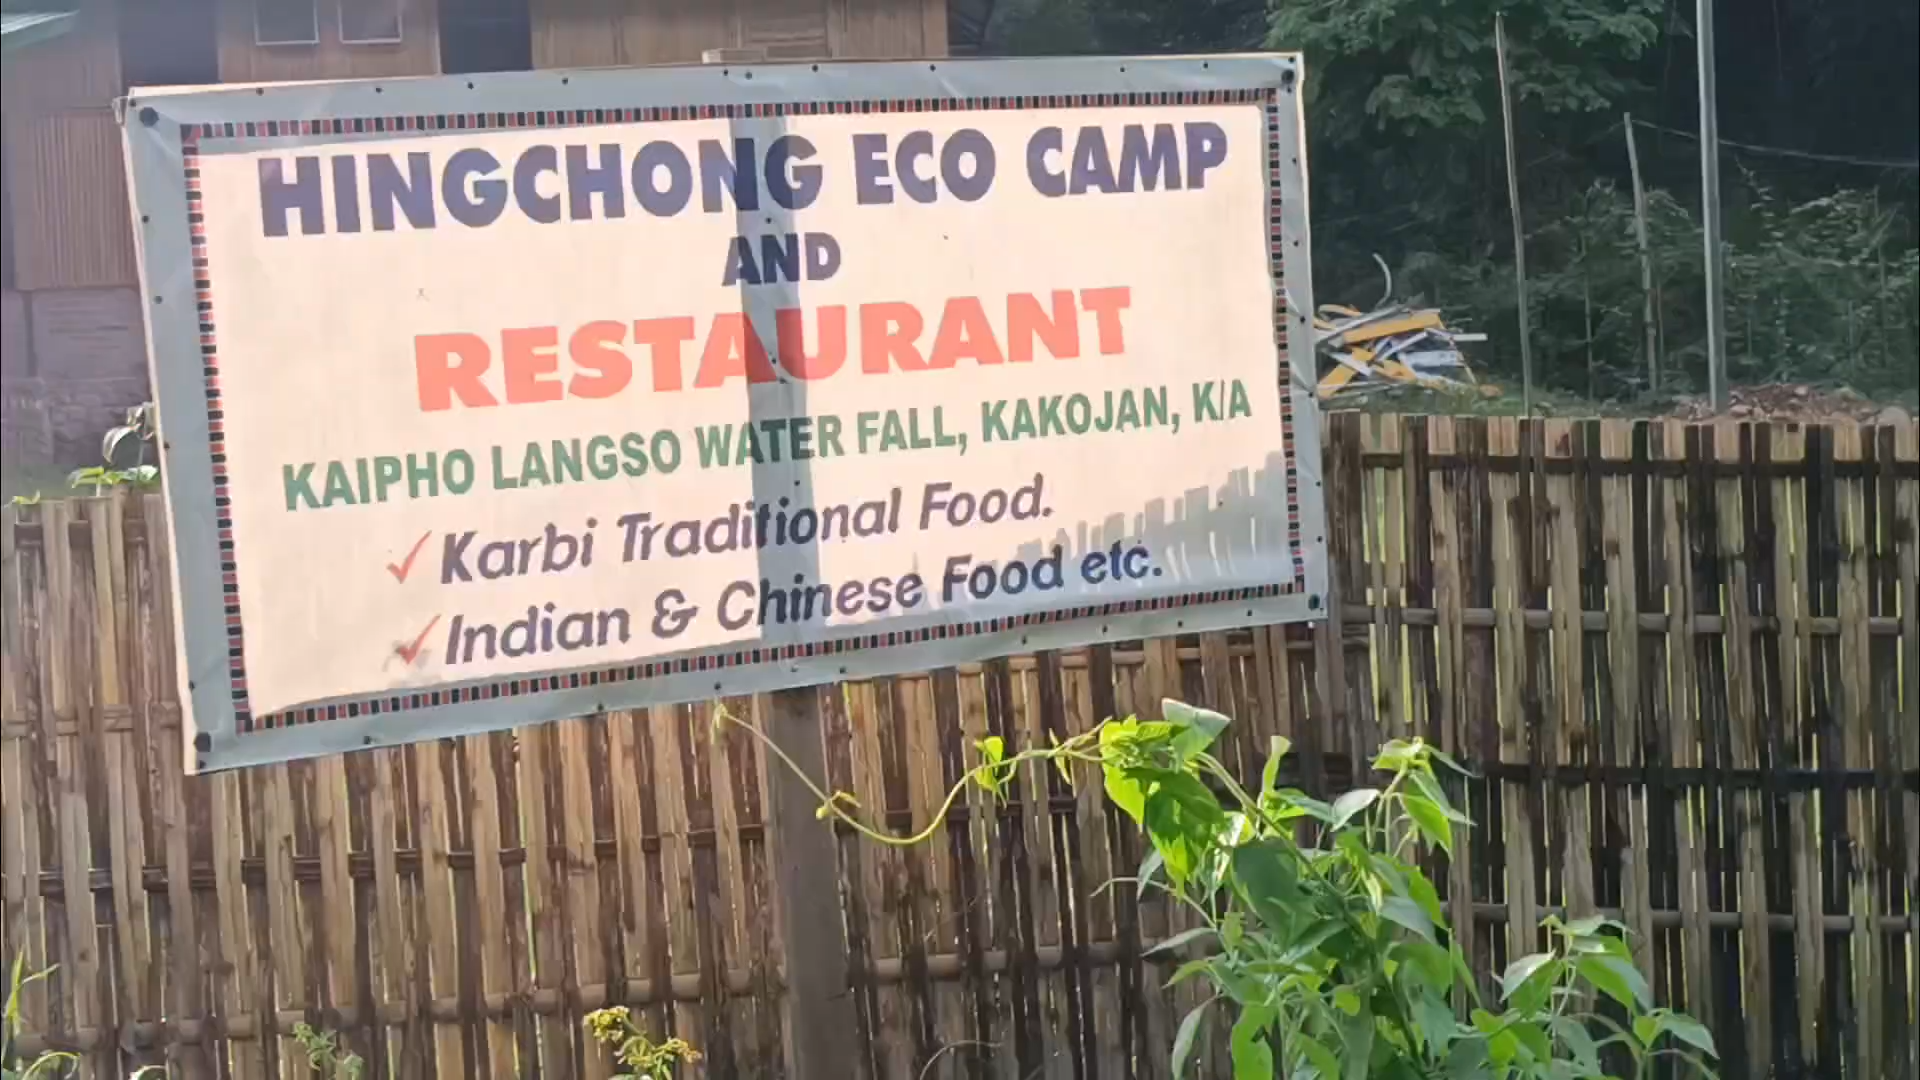 HINGCHONG ECO CAMP
AND
RESTAURANT
KAIPHO LANGSO WATER FALL, KAKOJAN, K/A
✓ Karbi Traditional Food.
✓ Indian & Chinese Food etc.